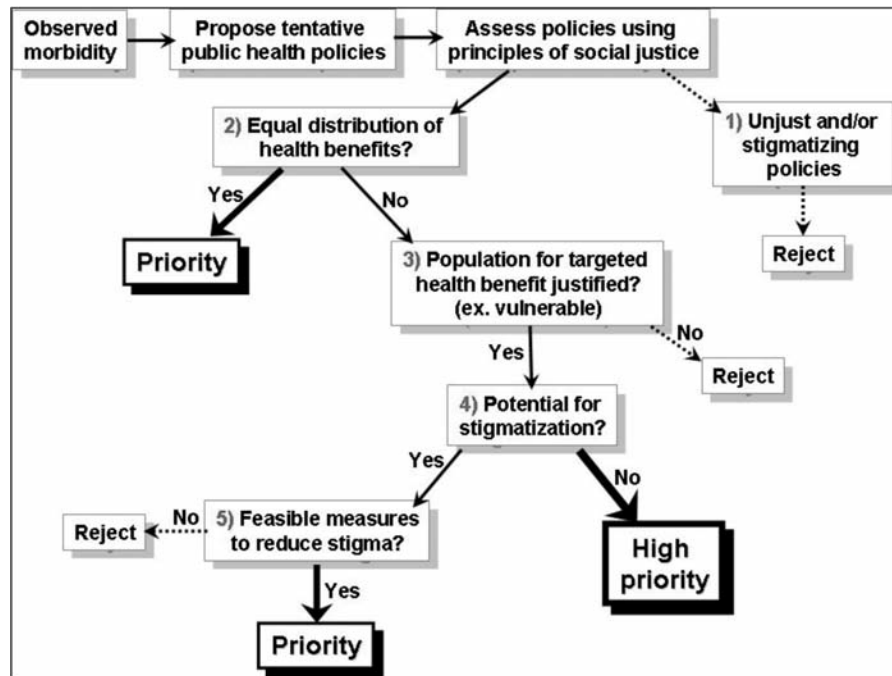 Observed
morbidity
Propose tentative
public health policies
Assess policies using
principles of social justice
2) Equal distribution of
health benefits?
1) Unjust and/or
stigmatizing
policies
Yes
No
Priority
Reject
3) Population for targeted
health benefit justified?
(ex. vulnerable)
No
Yes
Reject
4) Potential for
stigmatization?
Yes
No
Reject
No
5) Feasible measures
to reduce stigma?
High
priority
Yes
Priority